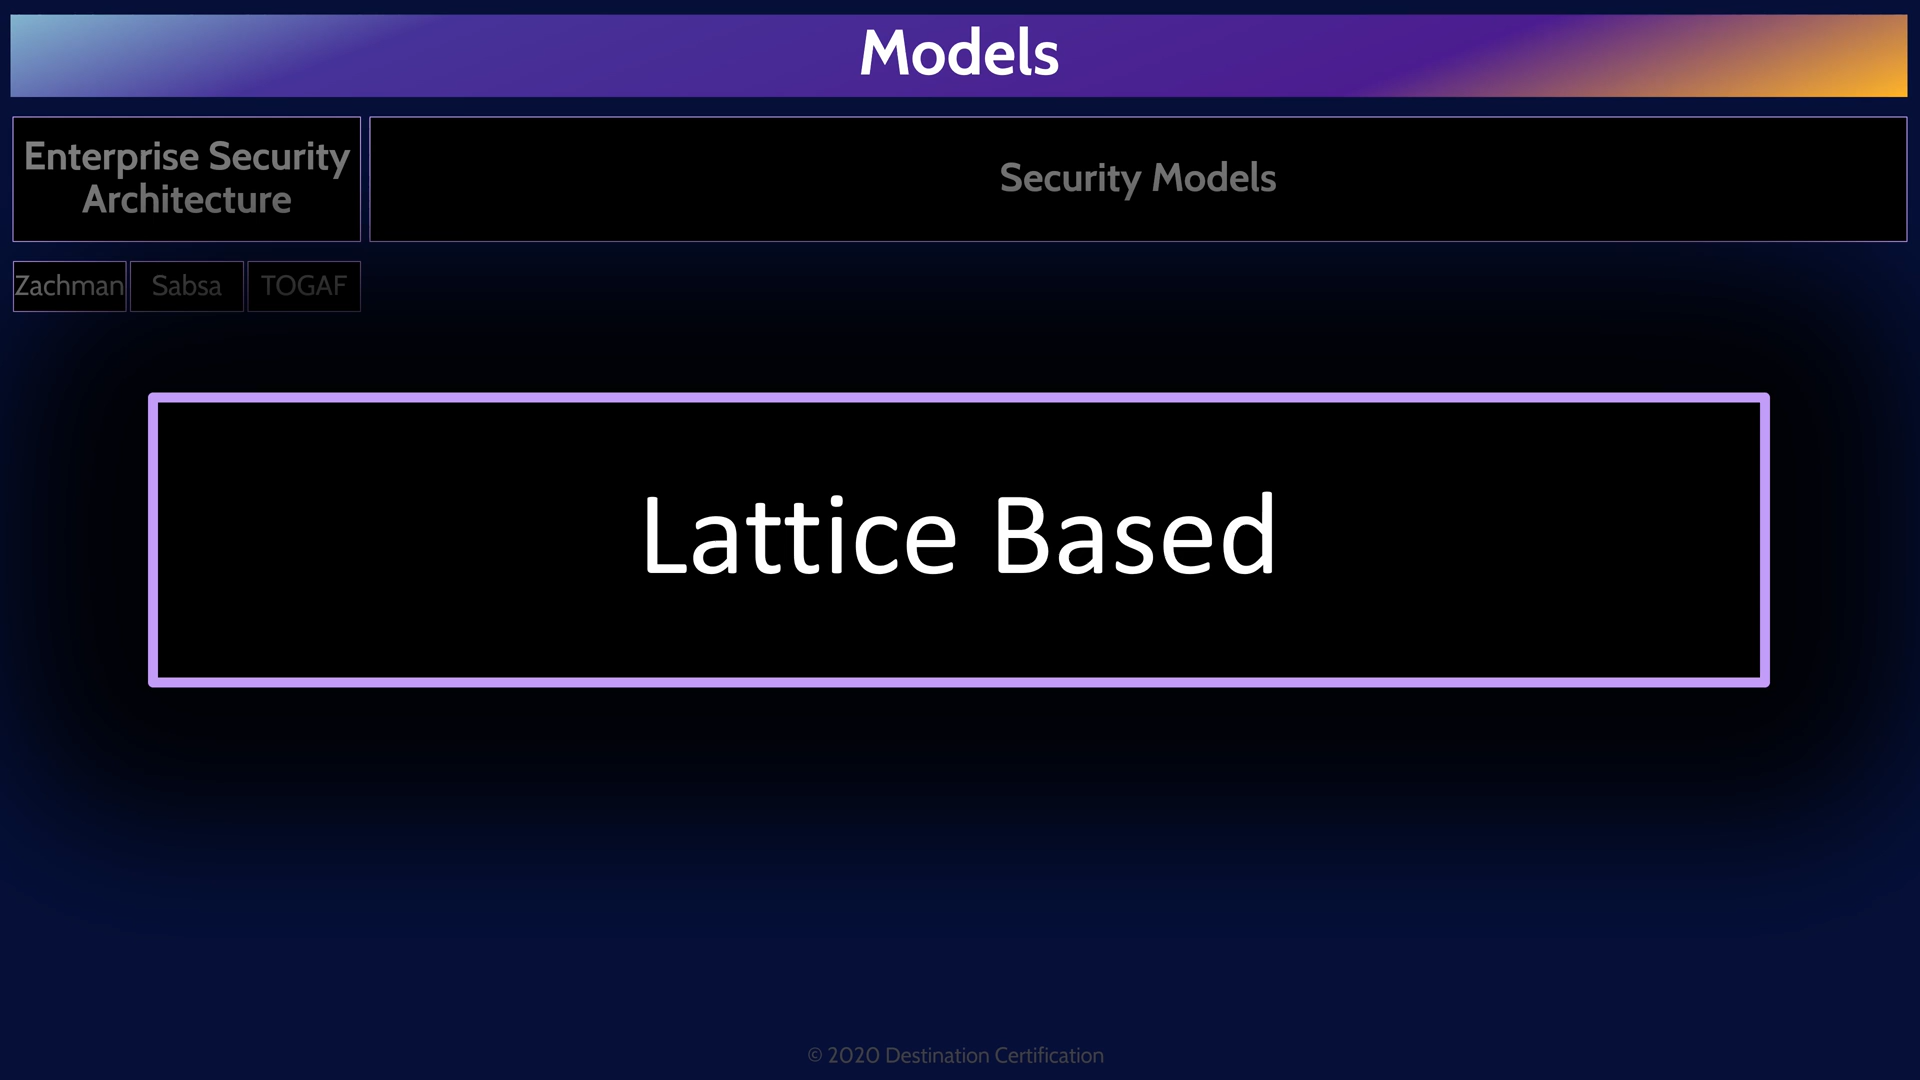 Models
Enterprise Security
Architecture
Security Models
Zachman
Sabsa
TOGAF
Lattice Based
© 2020 Destination Certification